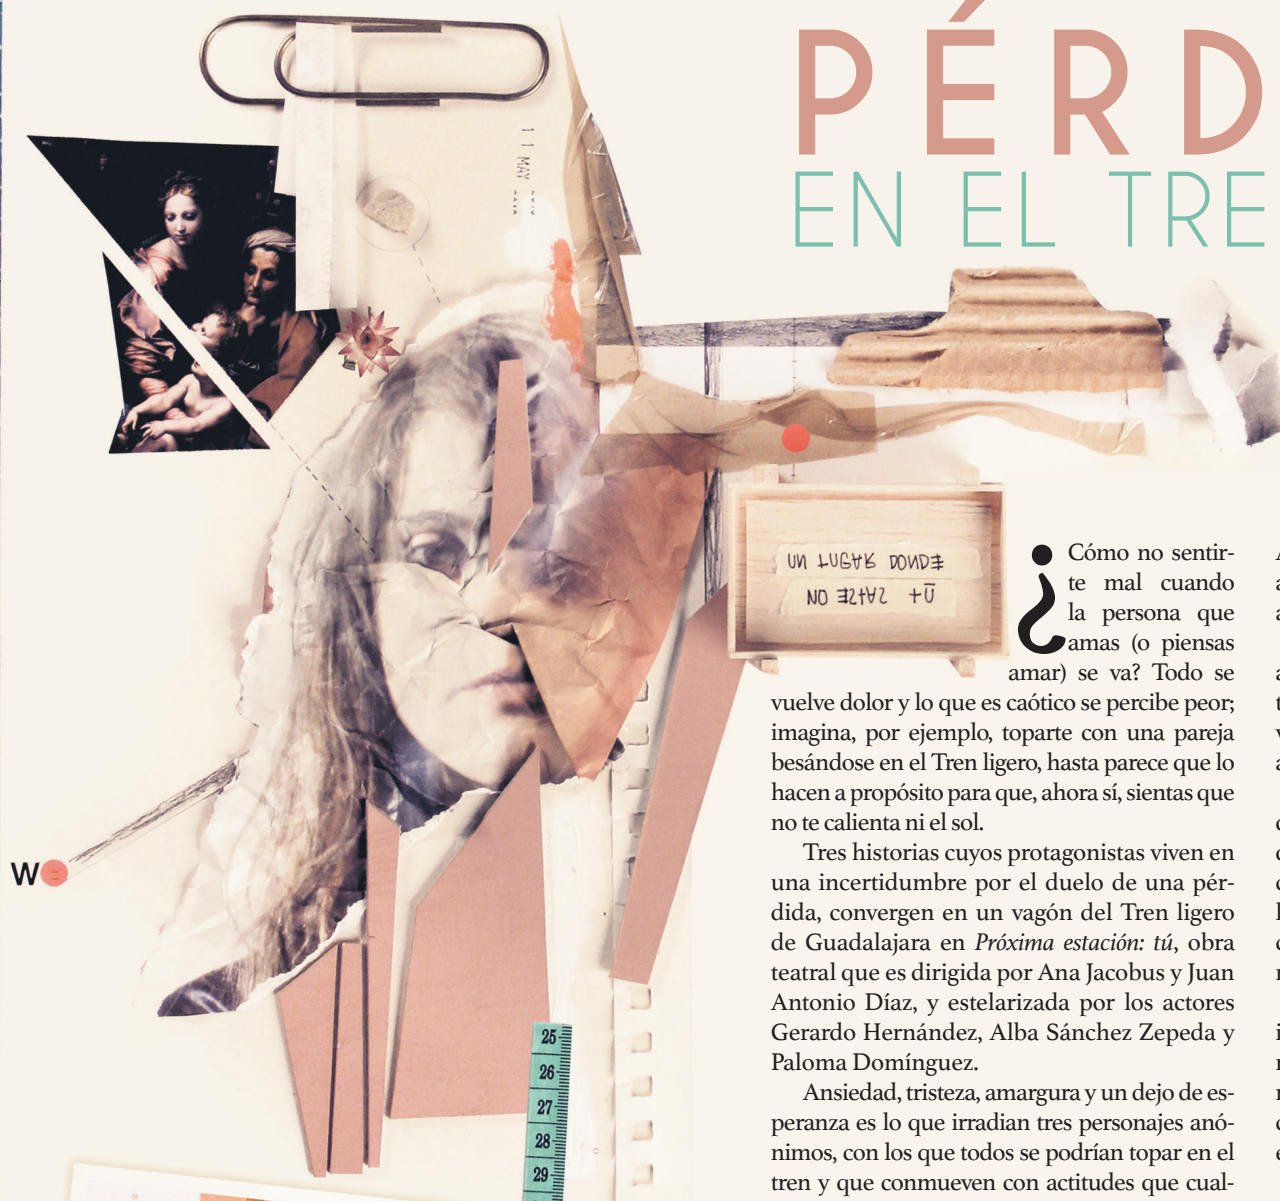 PÉRD
EN EL TRE
11 MAY
UN LUGAR DONDE
NO ESTAS TÚ
¿Cómo no sentir-
te mal cuando
la persona que
amas (o piensas
amar) se va? Todo se
vuelve dolor y lo que es caótico se percibe peor;
imagina, por ejemplo, toparte con una pareja
besándose en el Tren ligero, hasta parece que lo
hacen a propósito para que, ahora sí, sientas que
no te calienta ni el sol.
Tres historias cuyos protagonistas viven en
una incertidumbre por el duelo de una pér-
dida, convergen en un vagón del Tren ligero
de Guadalajara en Próxima estación: tú, obra
teatral que es dirigida por Ana Jacobus y Juan
Antonio Díaz, y estelarizada por los actores
Gerardo Hernández, Alba Sánchez Zepeda y
Paloma Domínguez.
Ansiedad, tristeza, amargura y un dejo de es-
peranza es lo que irradian tres personajes anó-
nimos, con los que todos se podrían topar en el
tren y que conmueven con actitudes que cual-
W
25
26
27
28
29